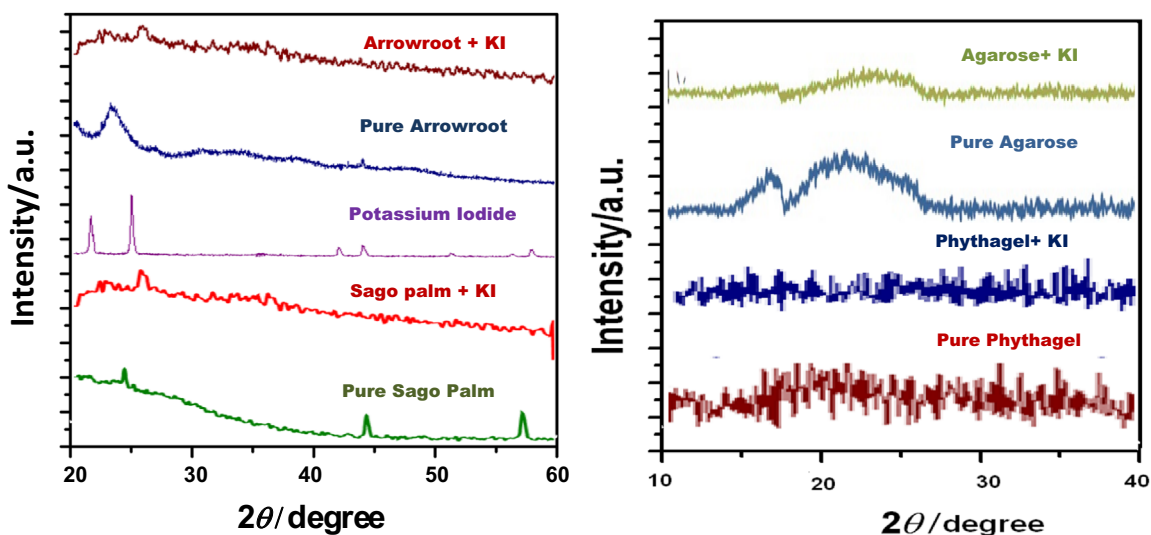 Intensity/a.u.
Arrowroot + KI
Pure Arrowroot
Potassium Iodide
Sago palm + KI
Pure Sago Palm
20 30 40 50 60
2θ/degree
Intensity/a.u.
Agarose+ KI
Pure Agarose
Phythagel+ KI
Pure Phythagel
10 20 30 40
2θ/degree